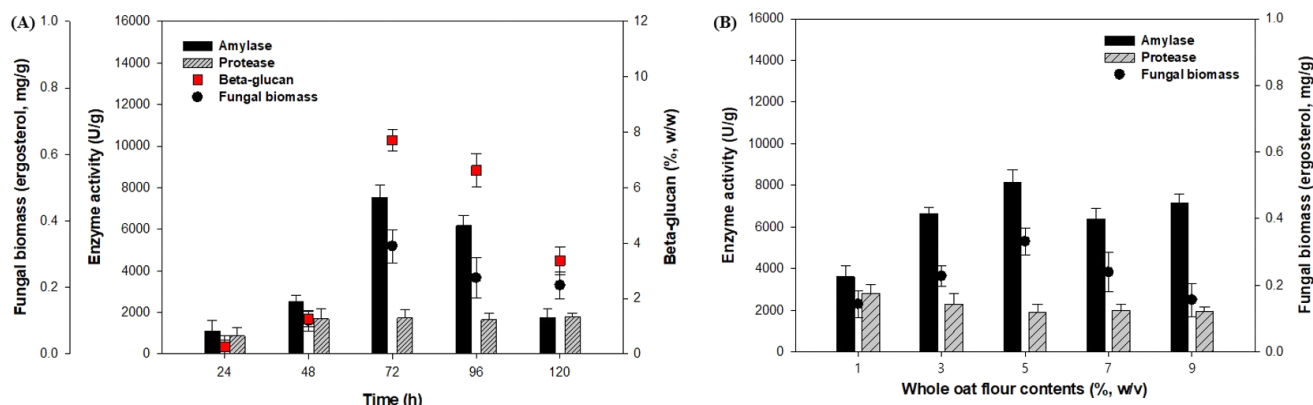 (A)
1.0
0.8
0.6
0.4
0.2
0.0
Fungal biomass (ergosterol, mg/g)
16000
14000
12000
10000
8000
6000
4000
2000
0
Enzyme activity (U/g)
Amylase
Protease
Beta-glucan
Fungal biomass
12
10
8
6
4
2
0
Beta-glucan (%, w/w)
24 48 72 96 120
Time (h)
(B)
16000
14000
12000
10000
8000
6000
4000
2000
0
Enzyme activity (U/g)
Amylase
Protease
Fungal biomass
1.0
0.8
0.6
0.4
0.2
0.0
Fungal biomass (ergosterol, mg/g)
1 3 5 7 9
Whole oat flour contents (%, w/v)